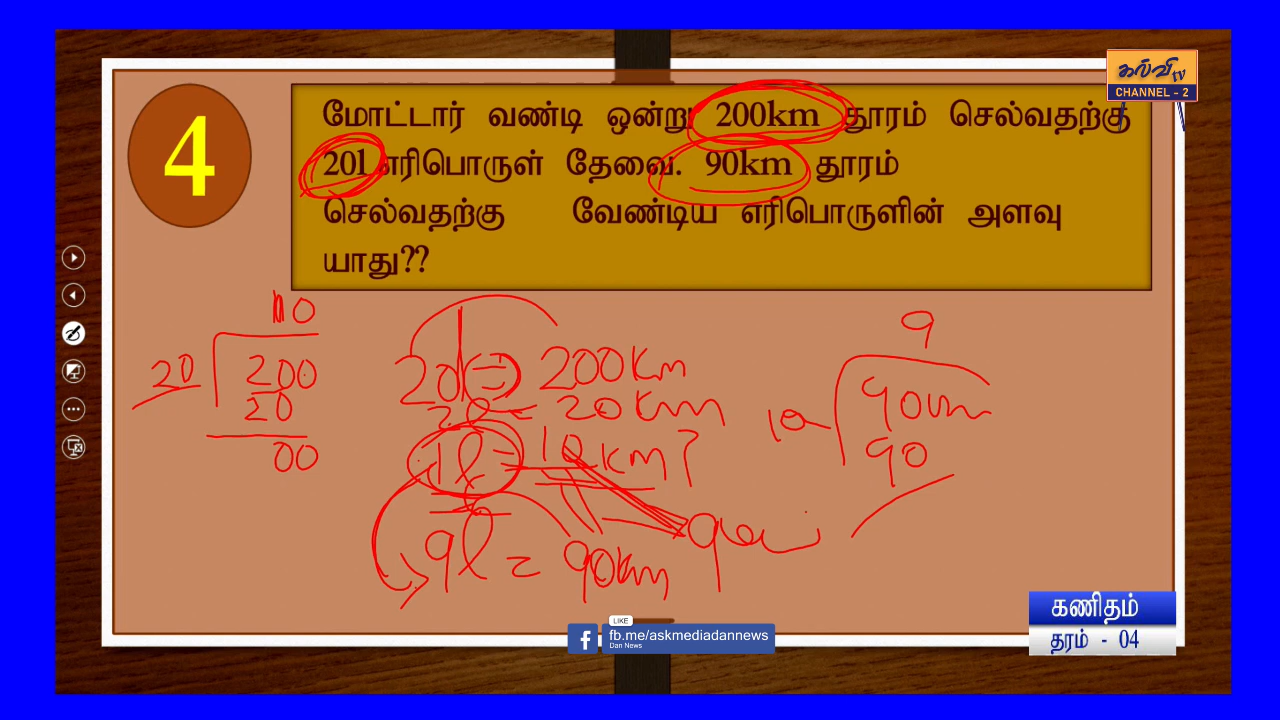 கல்வி tv
CHANNEL - 2
4
மோட்டார் வண்டி ஒன்று 200km தூரம் செல்வதற்கு
20l எரிபொருள் தேவை. 90km தூரம்
செல்வதற்கு வேண்டிய எரிபொருளின் அளவு
யாது??
10
20 200
20
00
20l = 200km
2l = 20km
1l = 10km?
9l = 90km
9
10 90km
90
கணிதம்
தரம் - 04
LIKE
fb.me/askmediadannews
Dan News